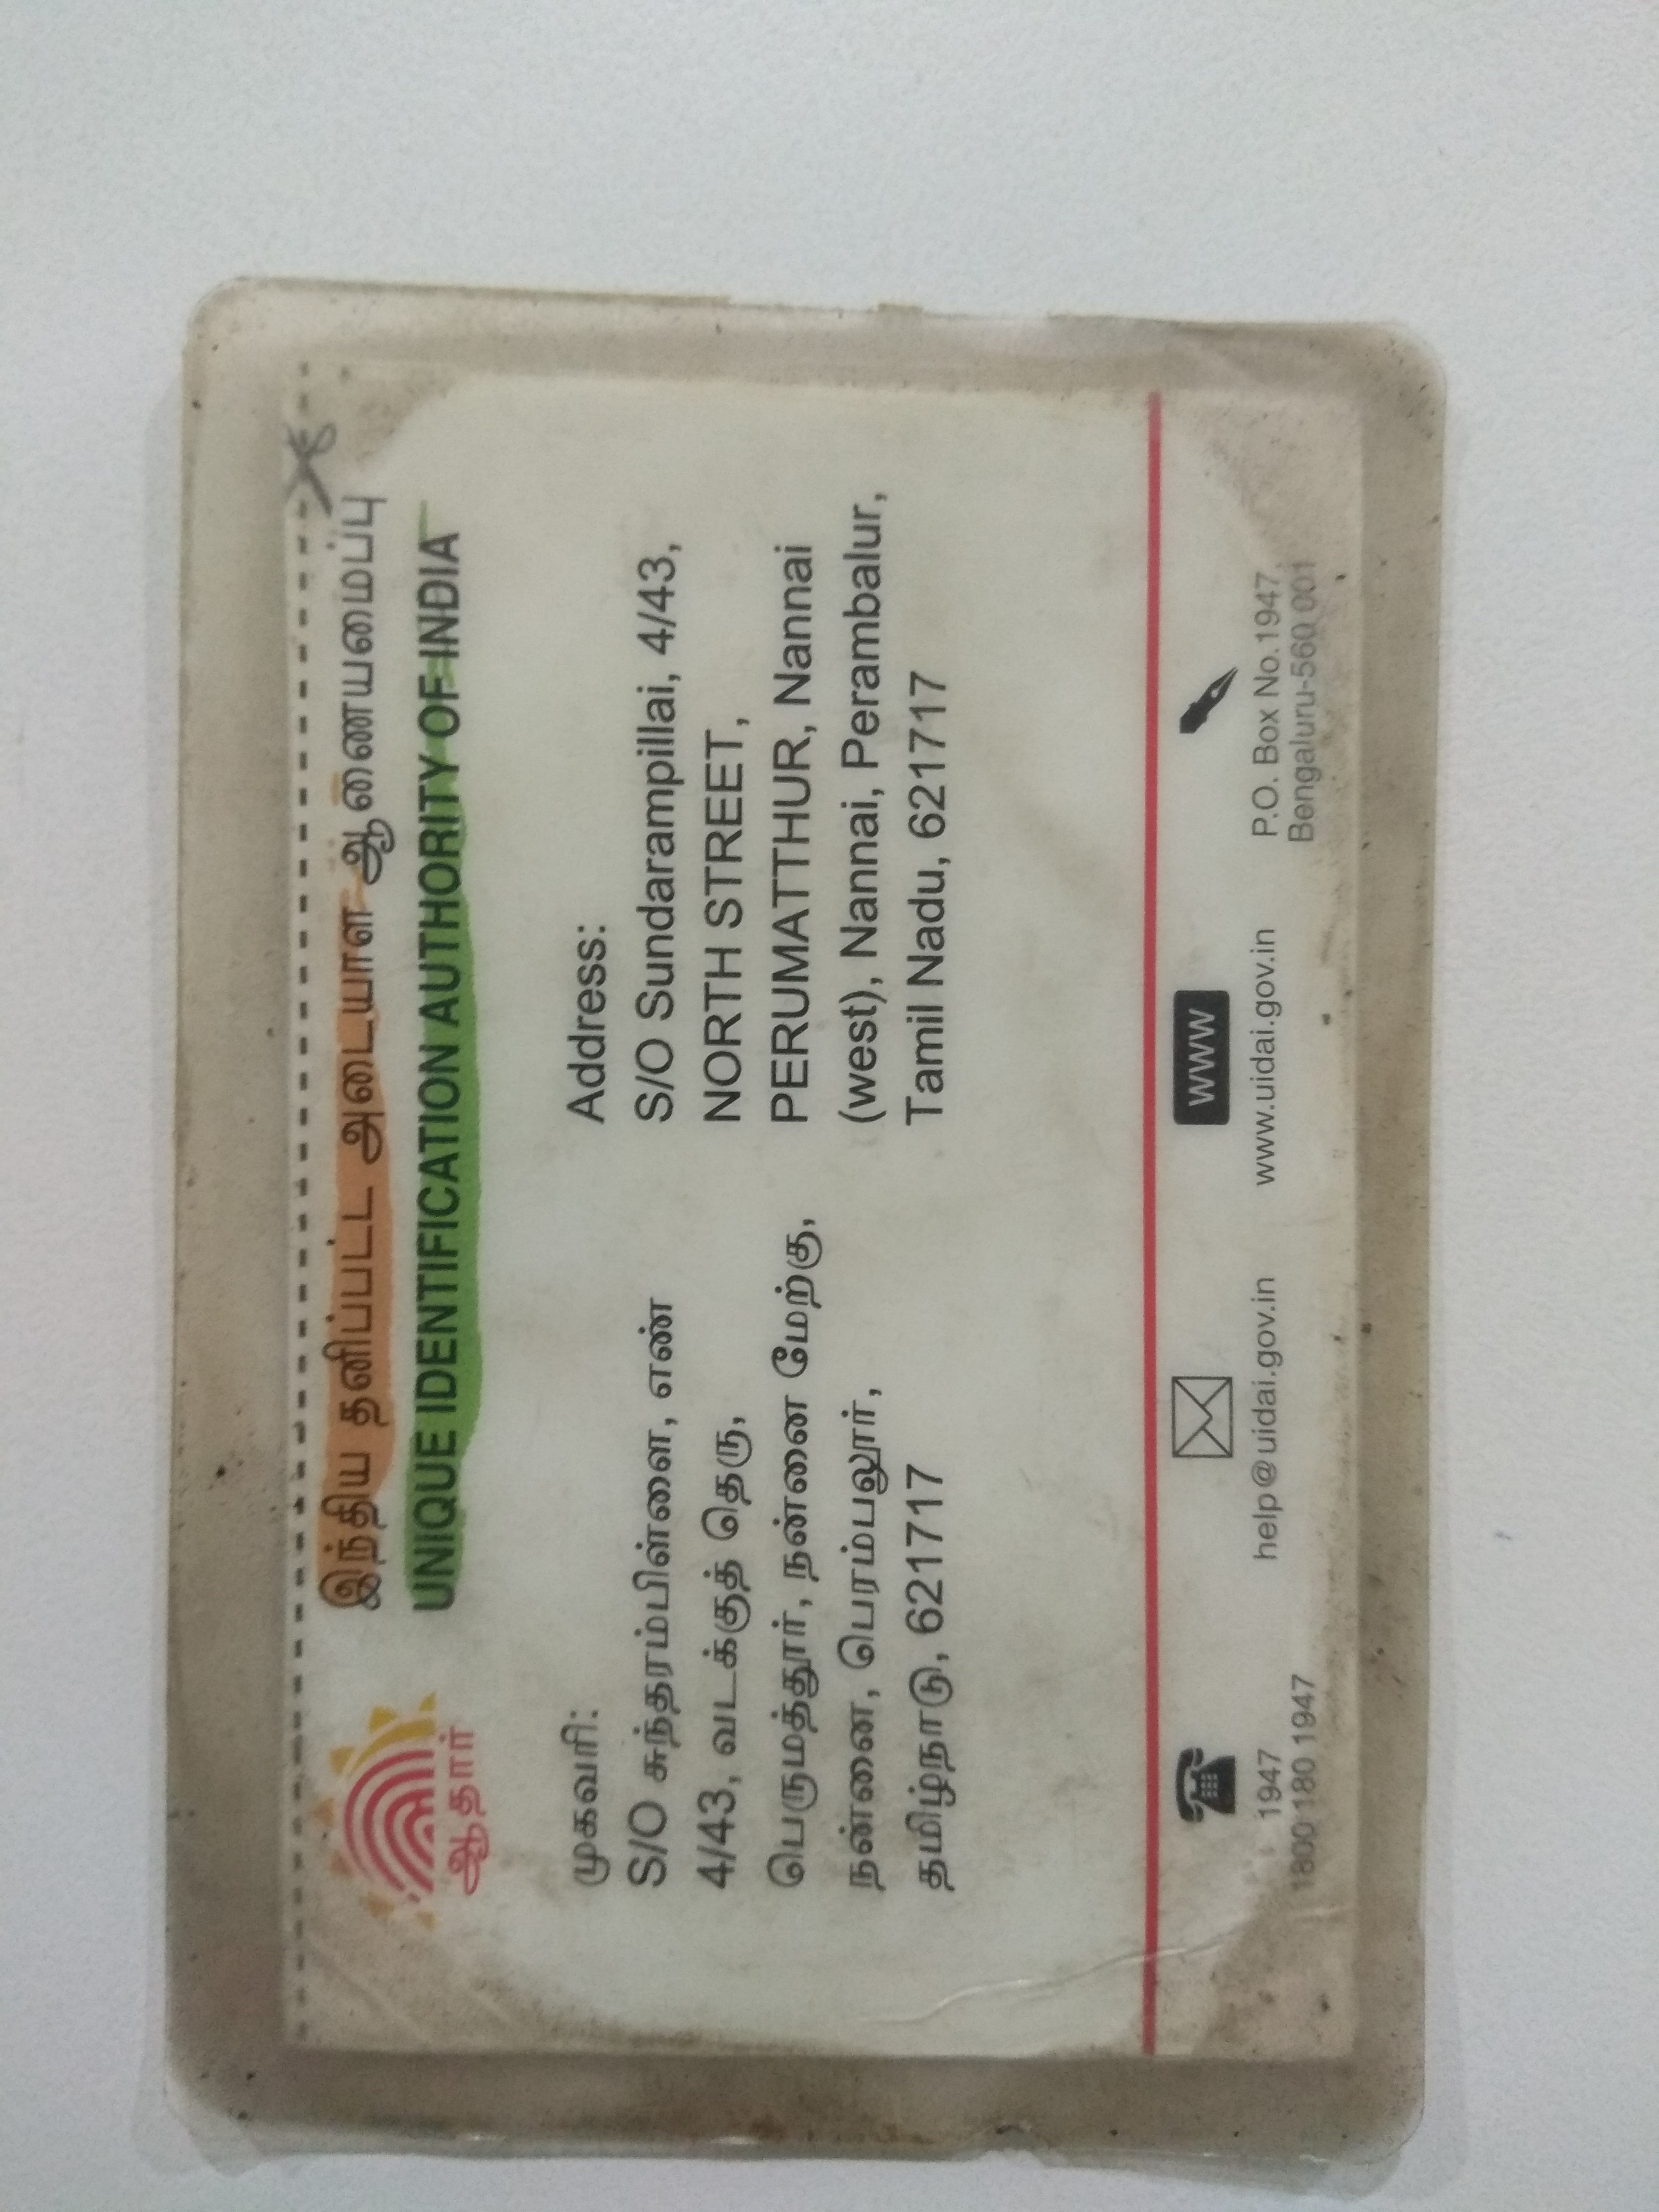 இந்திய தனிப்பட்ட அடையாள ஆணையமைப்பு
UNIQUE IDENTIFICATION AUTHORITY OF INDIA
ஆதார்
முகவரி:
S/O சுந்தரம்பிள்ளை, எண்
4/43, வடக்குத் தெரு,
பெருமத்தூர், நன்னை மேற்கு,
நன்னை, பெரம்பலூர்,
தமிழ்நாடு, 621717
Address:
S/O Sundarampillai, 4/43,
NORTH STREET,
PERUMATTHUR, Nannai
(west), Nannai, Perambalur,
Tamil Nadu, 621717
1947
1800 180 1947
help@uidai.gov.in
WWW
www.uidai.gov.in
P.O. Box No.1947,
Bengaluru-560 001